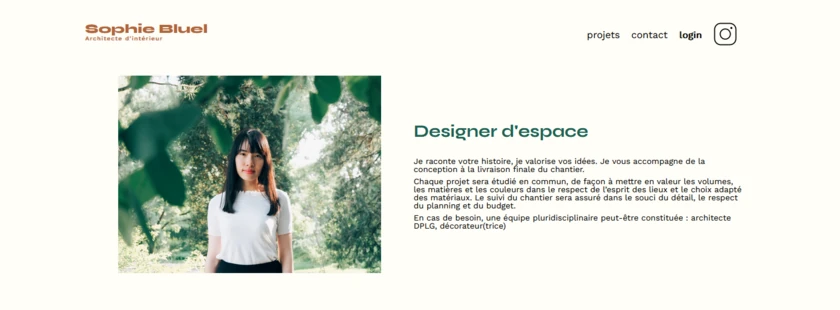 Sophie Bluel
Architecte d'intérieur
projets contact login
Designer d'espace
Je raconte votre histoire, je valorise vos idées. Je vous accompagne de la
conception à la livraison finale du chantier.
Chaque projet sera étudié en commun, de façon à mettre en valeur les volumes,
les matières et les couleurs dans le respect de l'esprit des lieux et le choix adapté
des matériaux. Le suivi du chantier sera assuré dans le souci du détail, le respect
du planning et du budget.
En cas de besoin, une équipe pluridisciplinaire peut-être constituée : architecte
DPLG, décorateur(trice)